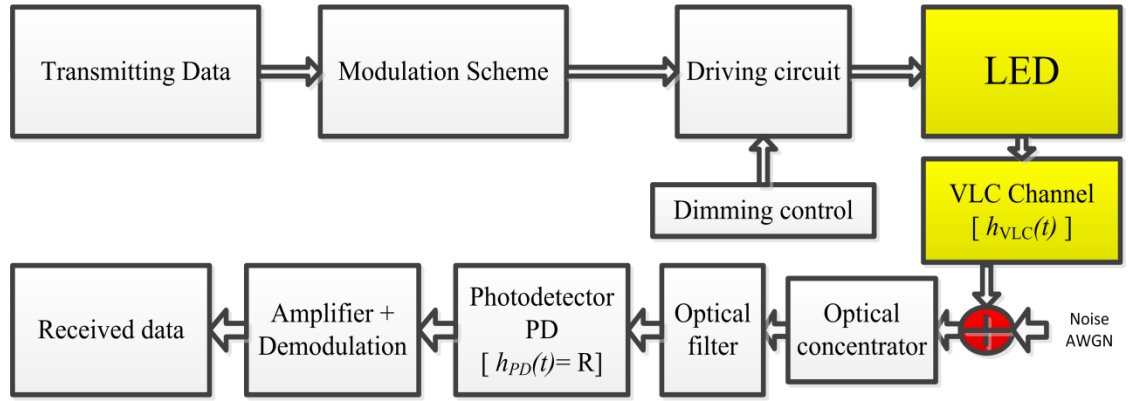 Transmitting Data
Modulation Scheme
Driving circuit
LED
Dimming control
VLC Channel
[ hVLC(t) ]
Noise
AWGN
Optical
concentrator
Optical
filter
Photodetector
PD
[ hPD(t)= R]
Amplifier +
Demodulation
Received data